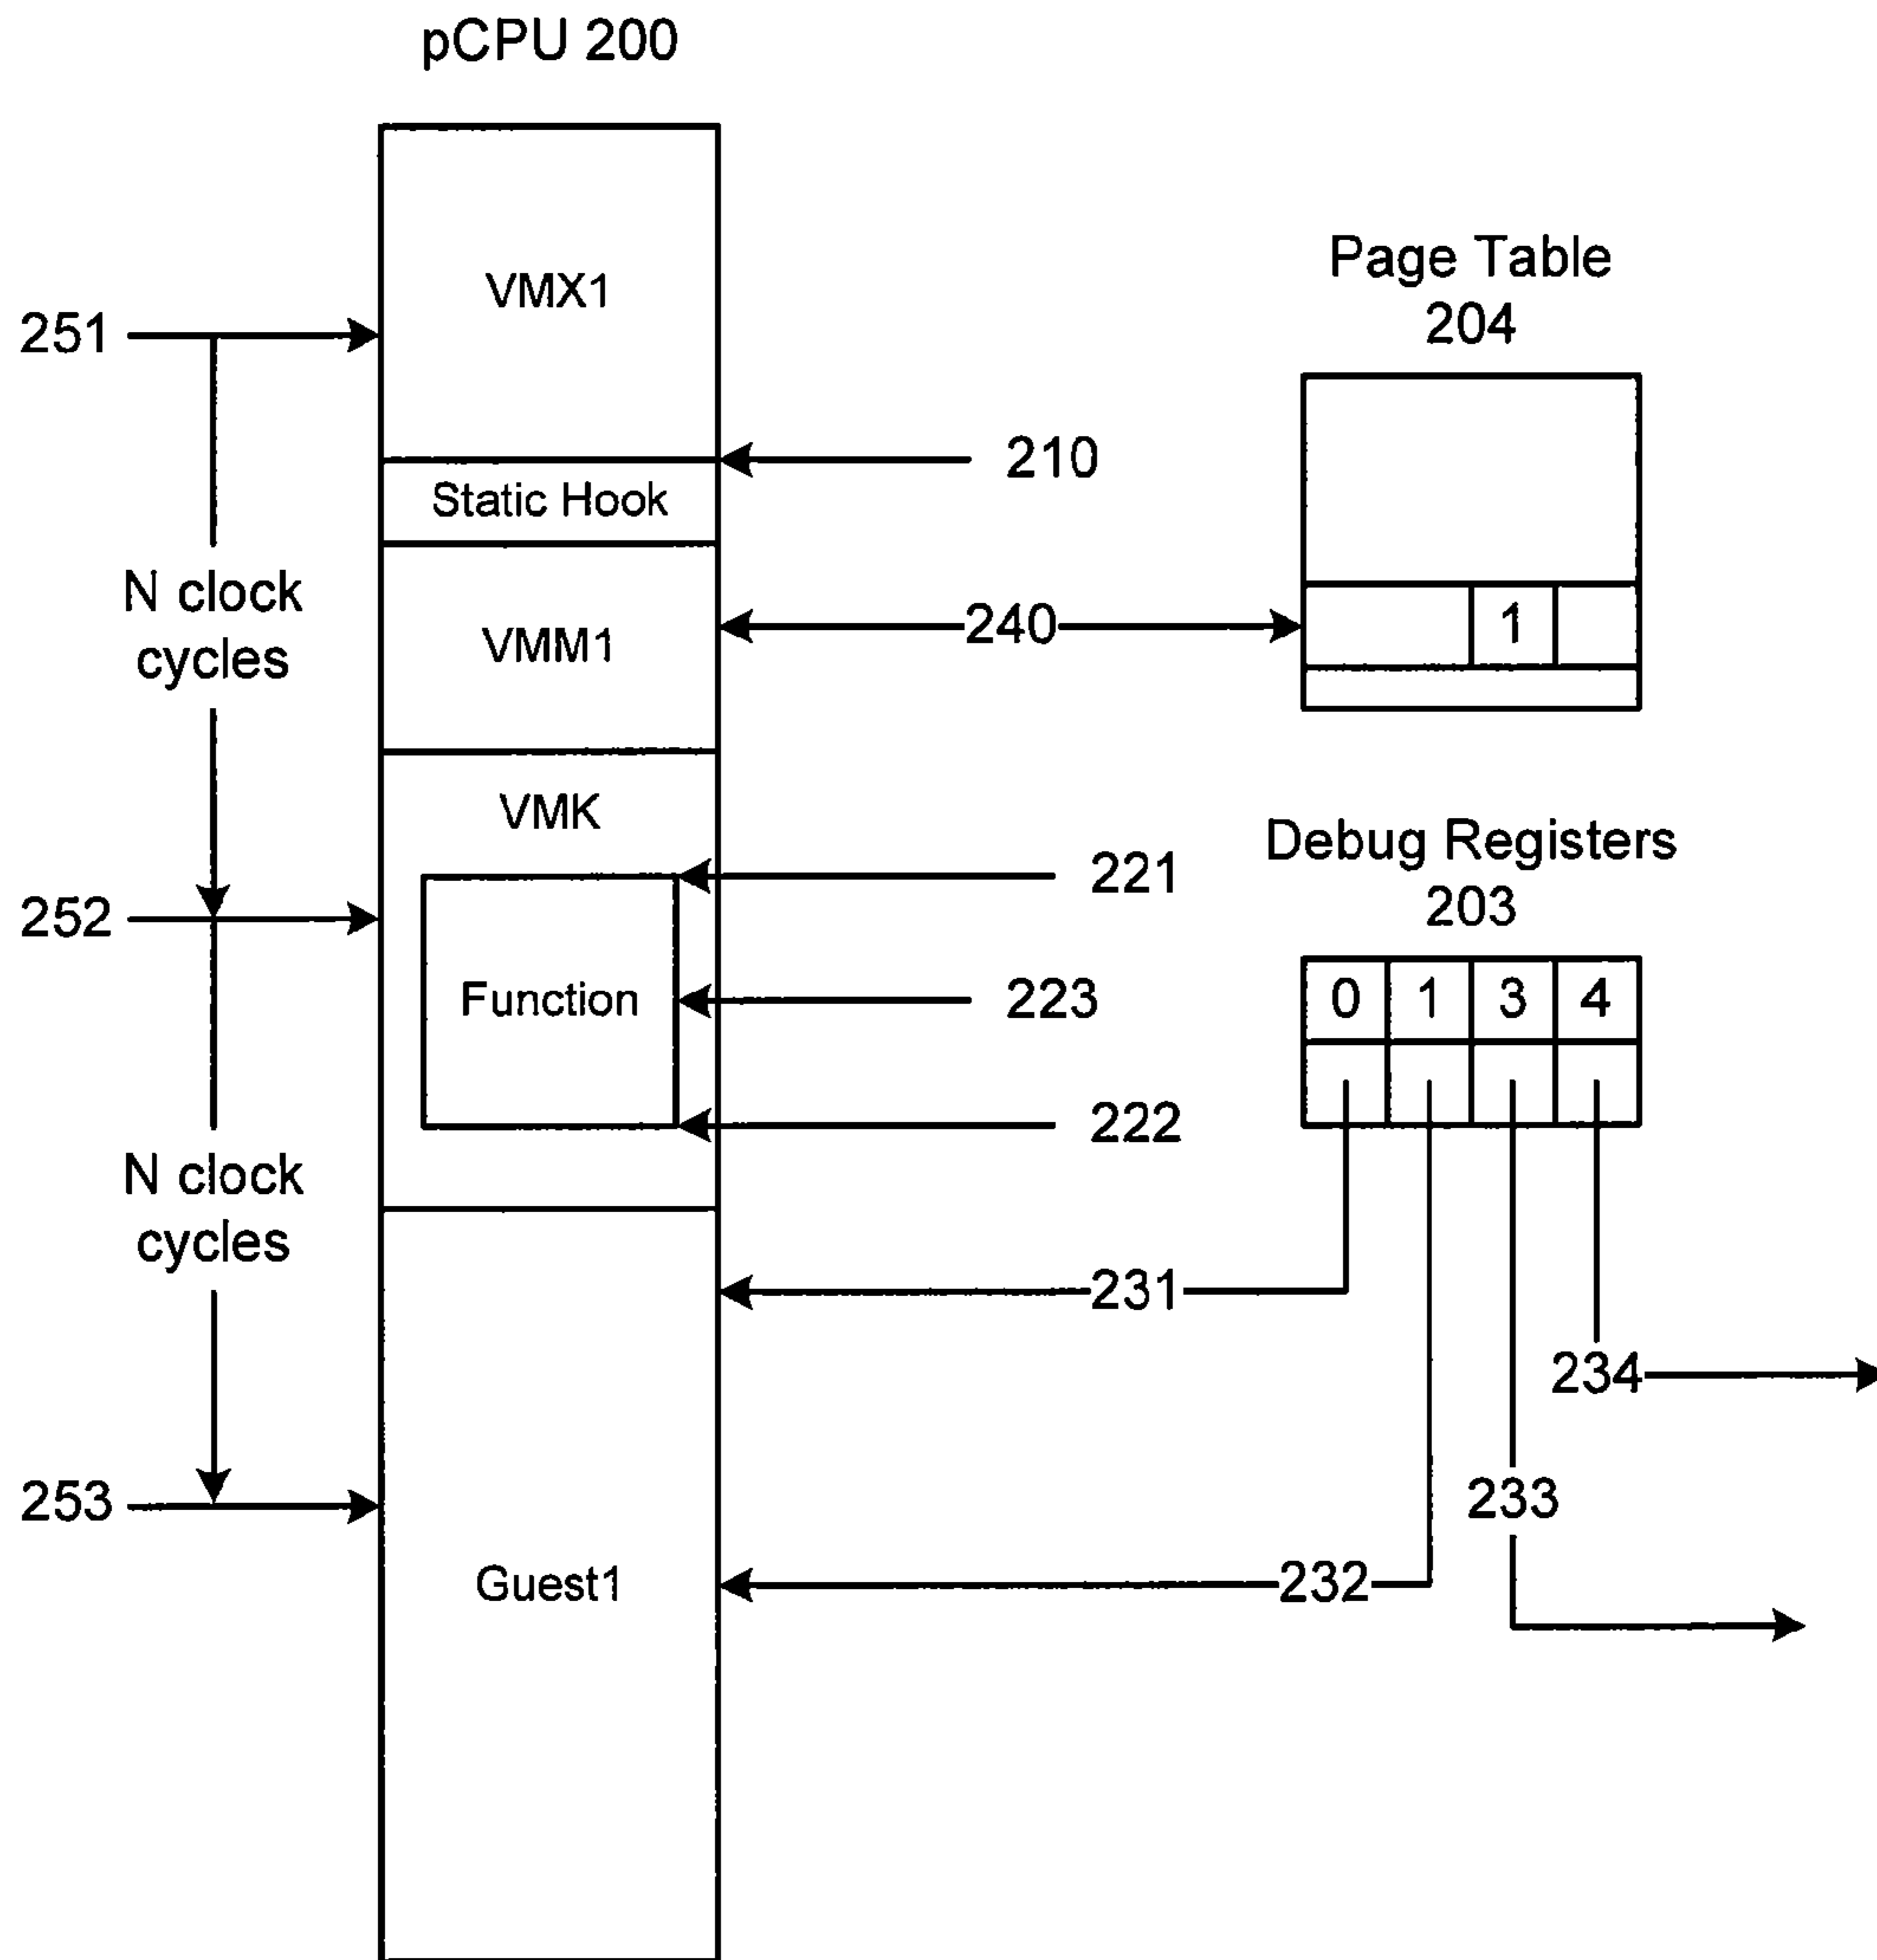 pCPU 200
VMX1
Page Table
204
251
210
Static Hook
N clock
cycles
VMM1
240
1
VMK
Debug Registers
203
221
252
Function
223
0 1 3 4
222
N clock
cycles
231
234
253
233
Guest1
232